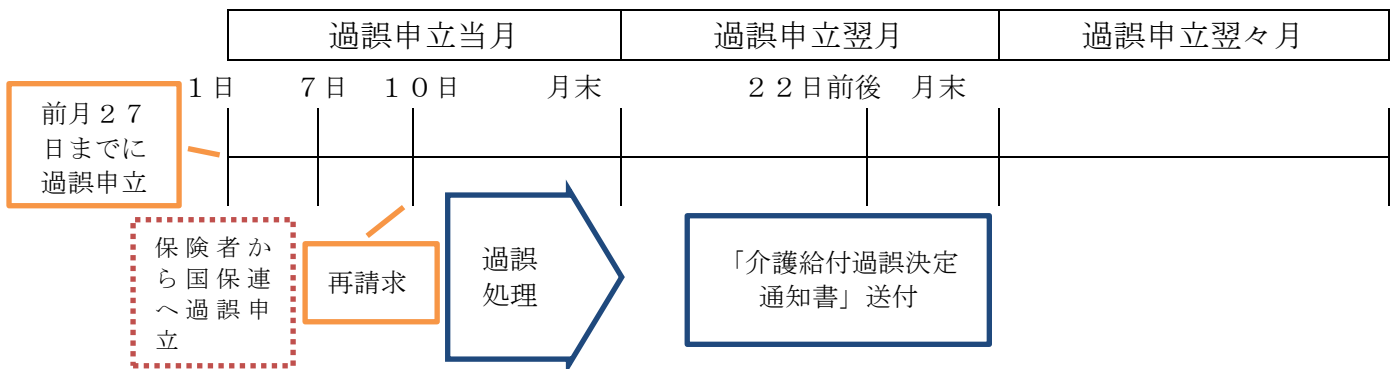 過誤申立当月
過誤申立翌月
過誤申立翌々月
１日
７日
１０日
月末
２２日前後
月末
前月２７
日までに
過誤申立
保険者か
ら国保連
へ過誤申
立
再請求
過誤
処理
「介護給付過誤決定
通知書」送付